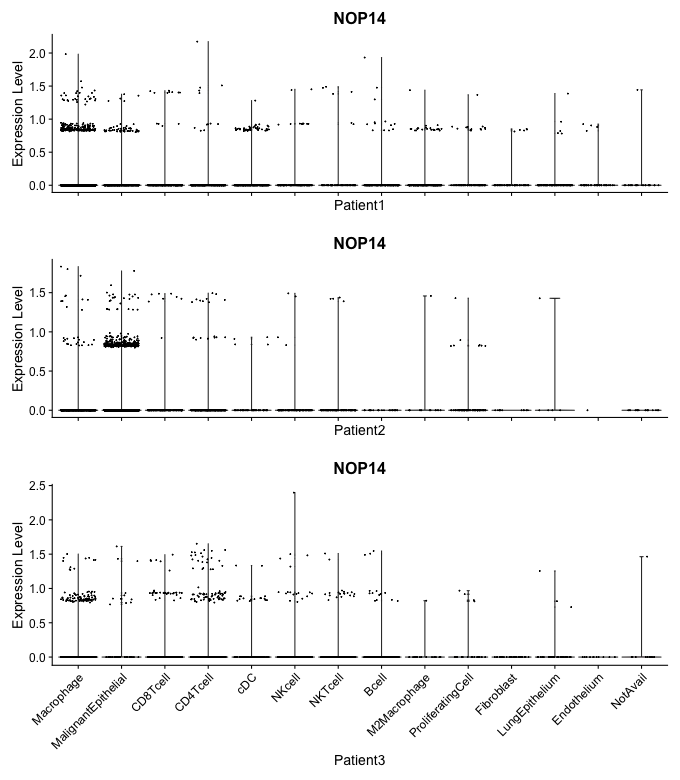 NOP14
Expression Level
2.0
1.5
1.0
0.5
0.0
Patient1
NOP14
Expression Level
1.5
1.0
0.5
0.0
Patient2
NOP14
Expression Level
2.5
2.0
1.5
1.0
0.5
0.0
Macrophage
MalignantEpithelial
CD8Tcell
CD4Tcell
cDC
NKcell
NKTcell
Bcell
M2Macrophage
ProliferatingCell
Fibroblast
LungEpithelium
Endothelium
NotAvail
Patient3